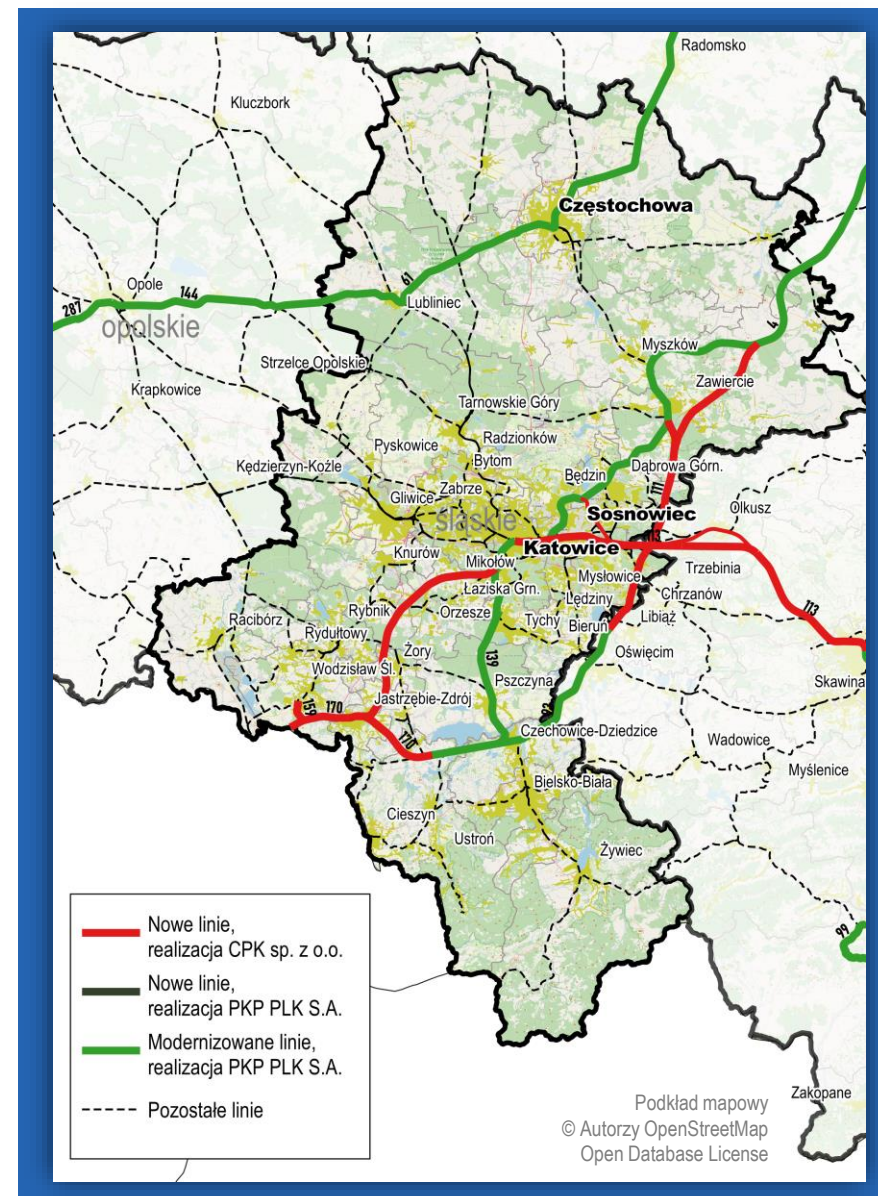 Radomsko
Kluczbork
1
Częstochowa
61
Opole
144
287
opolskie
Lubliniec
4
Myszków
Strzelce Opolskie
Zawiercie
Krapkowice
Tarnowskie Góry
Radzionków
Pyskowice
Bytom
Kędzierzyn-Koźle
Będzin
Dąbrowa Górn.
Zabrze
Gliwice
Olkusz
Sosnowiec
śląskie
Katowice
Knurów
Mikołów
Trzebinia
Mysłowice
Łaziska Grn.
Lędziny
Chrzanów
113
Rybnik
Orzesze
Racibórz
Tychy
Bieruń
Libiąż
Rydułtowy
Żory
139
Oświęcim
Wodzisław Śl.
Pszczyna
Skawina
Jastrzębie-Zdrój
159
170
93
170
Czechowice-Dziedzice
Wadowice
Myślenice
Bielsko-Biała
Cieszyn
Ustroń
Żywiec
99
Nowe linie,
realizacja CPK sp. z o.o.
Nowe linie,
realizacja PKP PLK S.A.
Modernizowane linie,
realizacja PKP PLK S.A.
Pozostałe linie
Zakopane
Podkład mapowy
© Autorzy OpenStreetMap
Open Database License